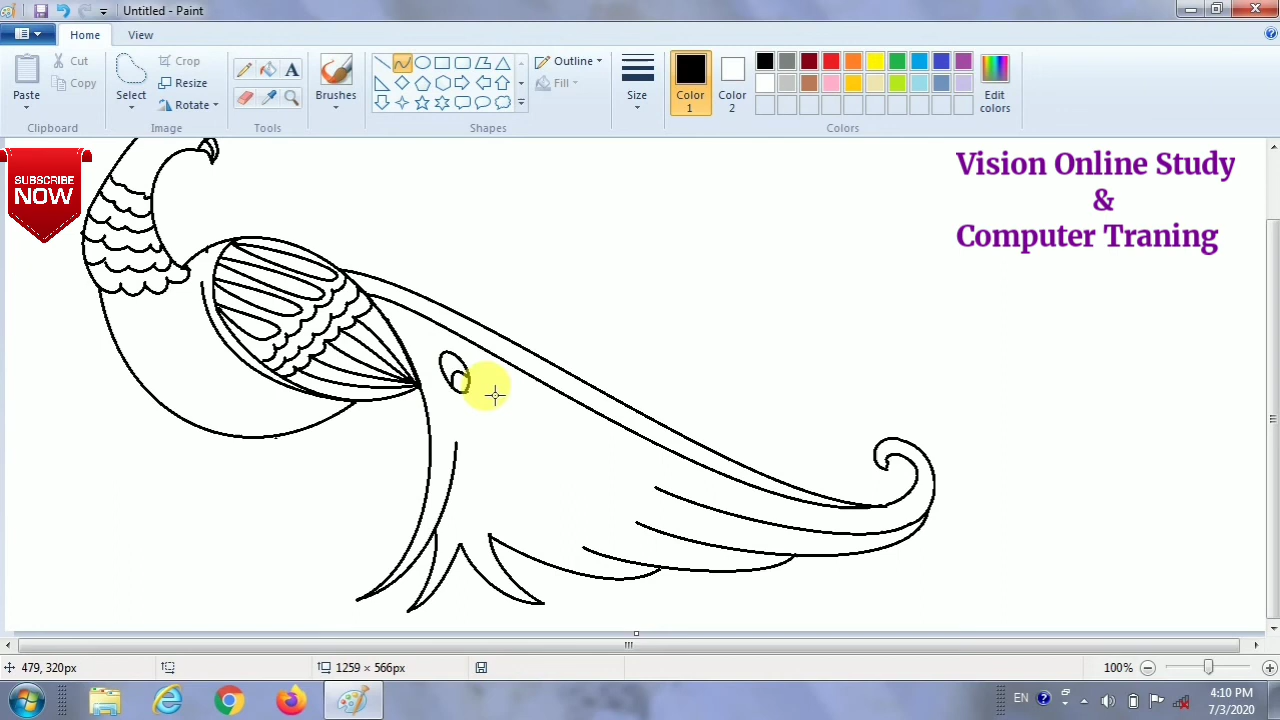 Untitled - Paint
Home
View
Paste
Cut
Copy
Clipboard
Select
Crop
Resize
Rotate
Image
Tools
Brushes
Outline
Fill
Shapes
Size
Color
1
Color
2
Edit
colors
Colors
SUBSCRIBE
NOW
Vision Online Study
&
Computer Traning
479, 320px
1259 × 566px
100%
EN
4:10 PM
7/3/2020